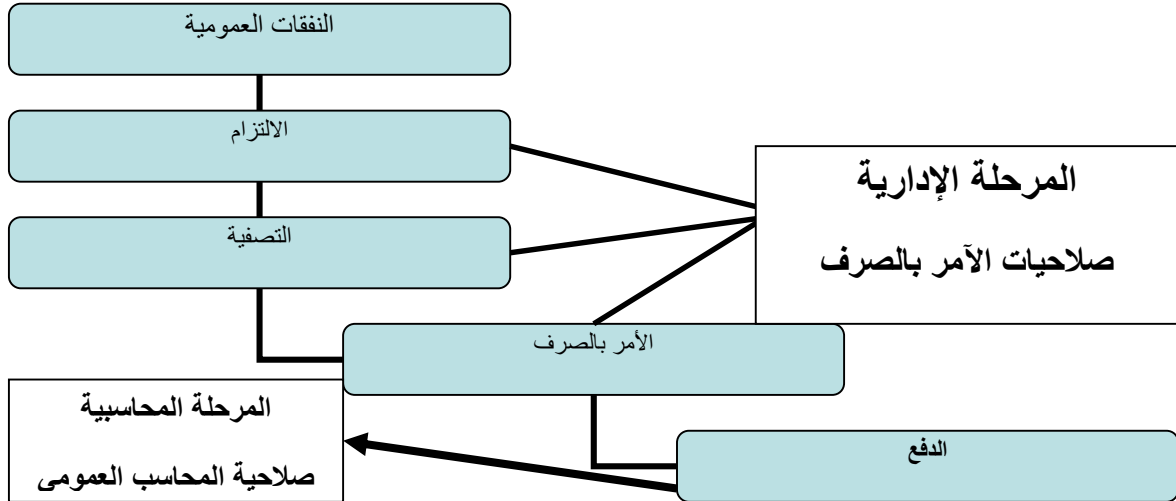 النفقات العمومية
الالتزام
المرحلة الإدارية
صلاحيات الآمر بالصرف
التصفية
الأمر بالصرف
المرحلة المحاسبية
صلاحية المحاسب العمومي
الدفع